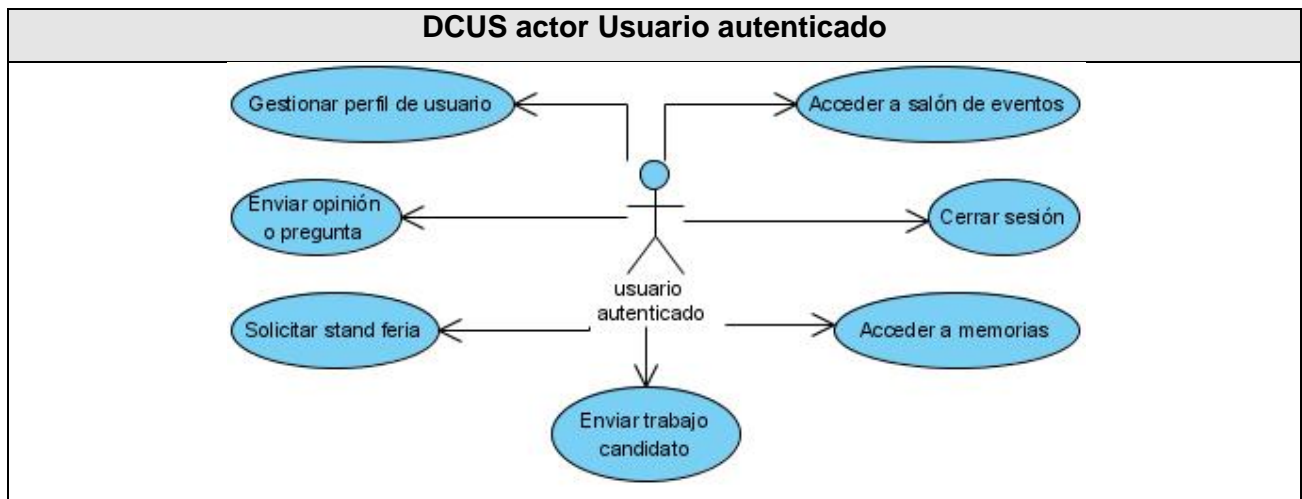 DCUS actor Usuario autenticado
Gestionar perfil de usuario
Acceder a salón de eventos
Enviar opinión
o pregunta
Cerrar sesión
usuario
autenticado
Solicitar stand feria
Acceder a memorias
Enviar trabajo
candidato